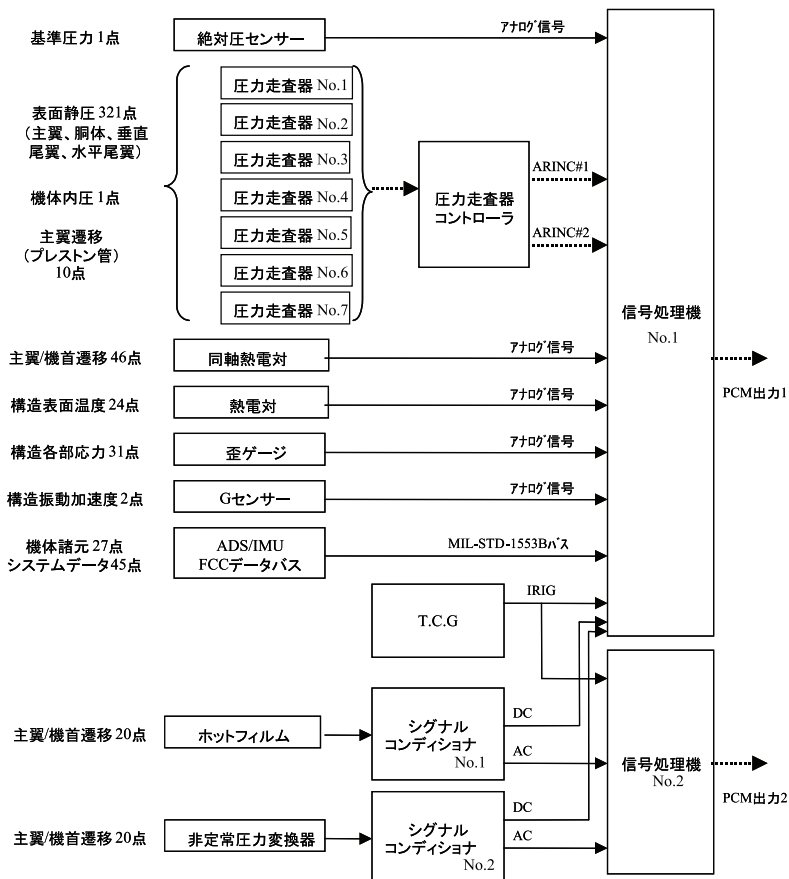 基準圧力 1点
絶対圧センサー
アナログ信号
表面静圧 321点
(主翼、胴体、垂直
尾翼、水平尾翼)
機体内圧 1点
主翼遷移
(プレストン管)
10点
圧力走査器 No.1
圧力走査器 No.2
圧力走査器 No.3
圧力走査器 No.4
圧力走査器 No.5
圧力走査器 No.6
圧力走査器 No.7
圧力走査器
コントローラ
ARINC#1
ARINC#2
信号処理機
No.1
PCM出力1
主翼/機首遷移 46点
同軸熱電対
アナログ信号
構造表面温度 24点
熱電対
アナログ信号
構造各部応力 31点
歪ゲージ
アナログ信号
構造振動加速度 2点
Gセンサー
アナログ信号
機体諸元 27点
システムデータ45点
ADS/IMU
FCCデータバス
MIL-STD-1553Bバス
T.C.G
IRIG
主翼/機首遷移 20点
ホットフィルム
シグナル
コンディショナ
No.1
DC
AC
信号処理機
No.2
PCM出力2
主翼/機首遷移 20点
非定常圧力変換器
シグナル
コンディショナ
No.2
DC
AC